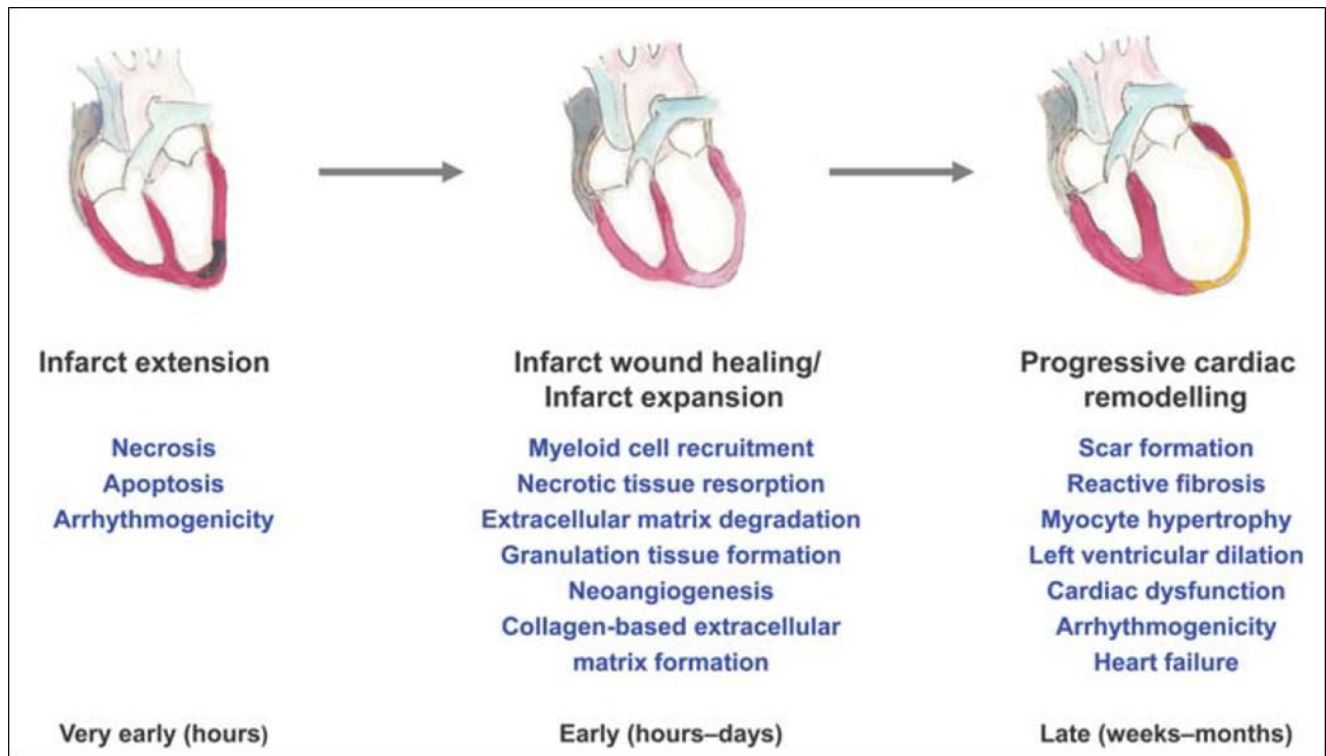 Infarct extension
Necrosis
Apoptosis
Arrhythmogenicity
Very early (hours)
Infarct wound healing/
Infarct expansion
Myeloid cell recruitment
Necrotic tissue resorption
Extracellular matrix degradation
Granulation tissue formation
Neoangiogenesis
Collagen-based extracellular
matrix formation
Early (hours–days)
Progressive cardiac
remodelling
Scar formation
Reactive fibrosis
Myocyte hypertrophy
Left ventricular dilation
Cardiac dysfunction
Arrhythmogenicity
Heart failure
Late (weeks–months)